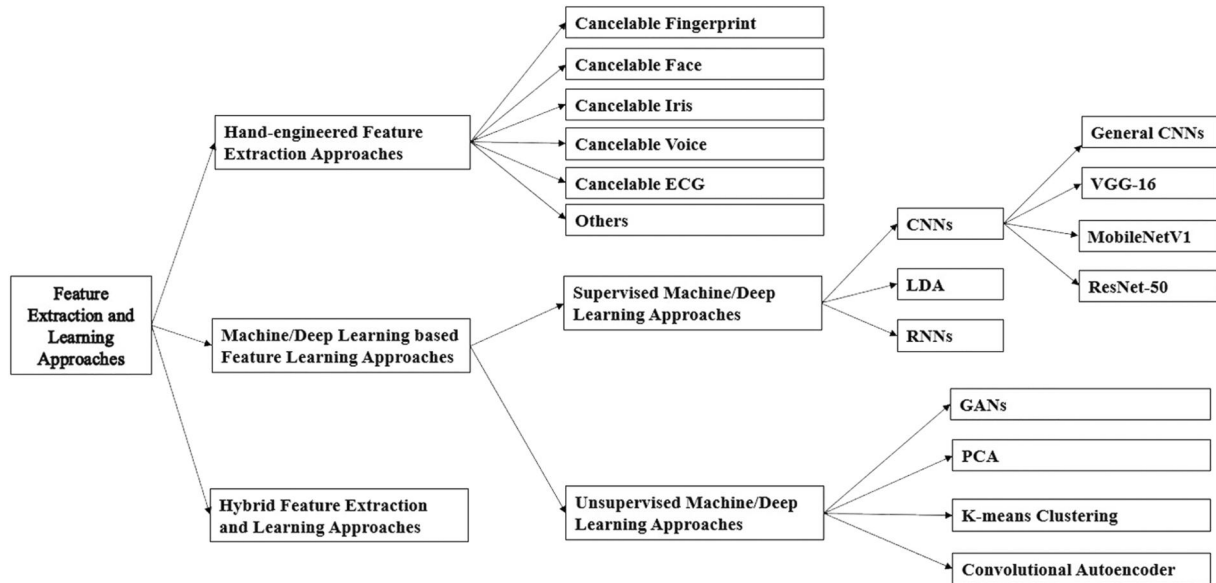 Feature
Extraction and
Learning
Approaches
Hand-engineered Feature
Extraction Approaches
Machine/Deep Learning based
Feature Learning Approaches
Hybrid Feature Extraction
and Learning Approaches
Cancelable Fingerprint
Cancelable Face
Cancelable Iris
Cancelable Voice
Cancelable ECG
Others
Supervised Machine/Deep
Learning Approaches
Unsupervised Machine/Deep
Learning Approaches
CNNs
LDA
RNNs
General CNNs
VGG-16
MobileNetV1
ResNet-50
GANs
PCA
K-means Clustering
Convolutional Autoencoder